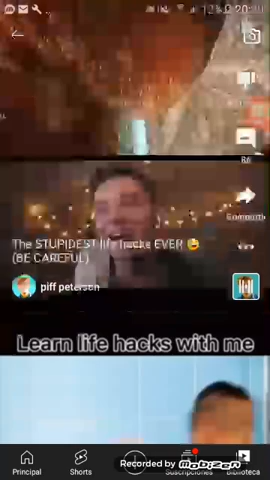 The STUPIDEST life hacks EVER 😅
(BE CAREFUL)
piff peterson
Learn life hacks with me
Recorded by mobizen
Principal
Shorts
Suscripciones
Biblioteca